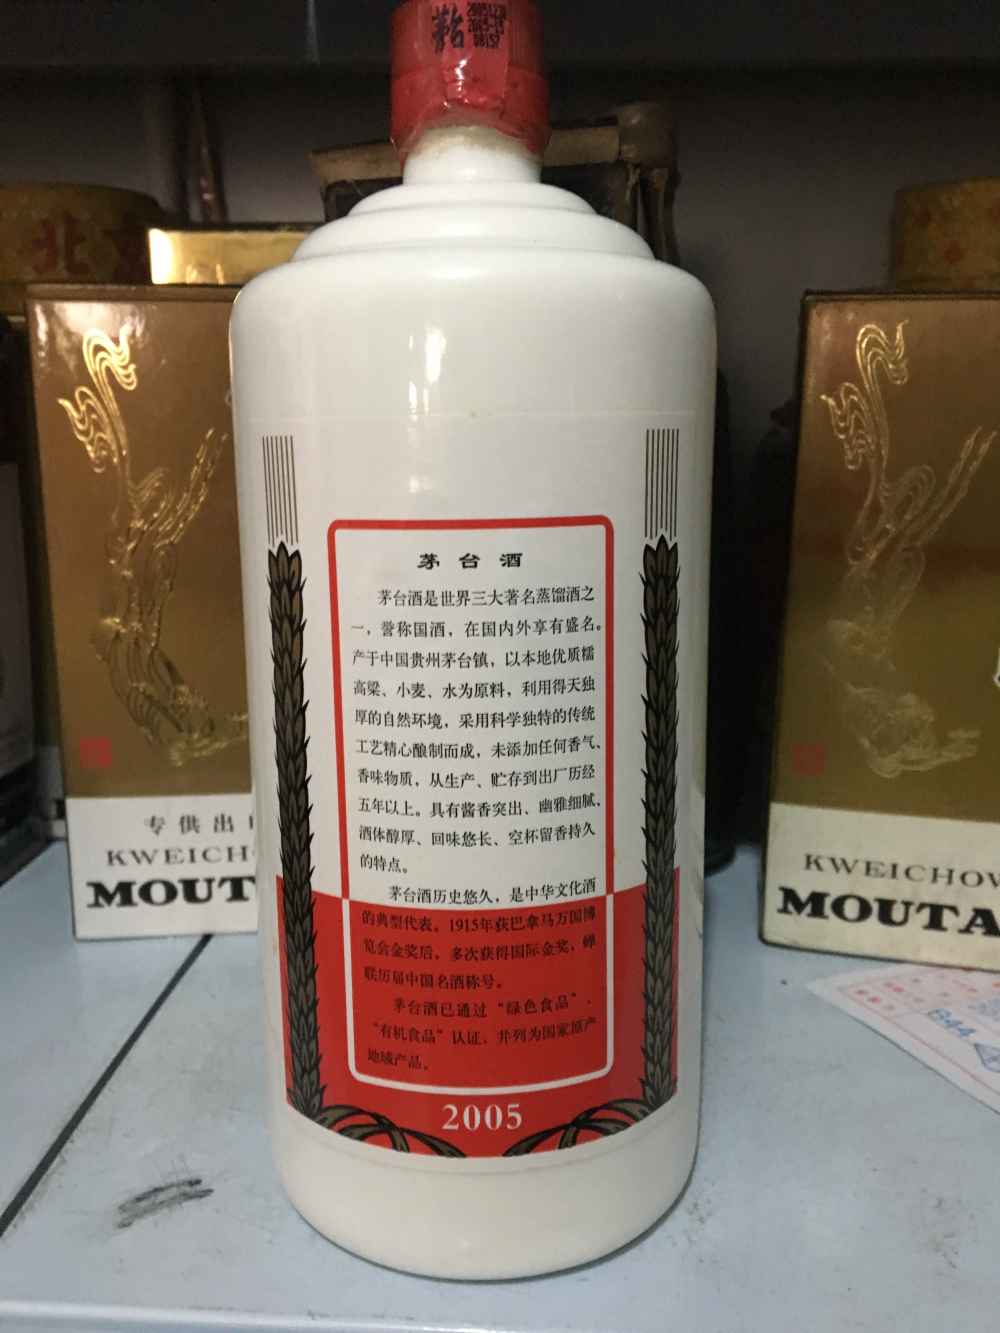 茅台
北
茅台酒
茅台酒是世界三大著名蒸馏酒之
一，誉称国酒，在国内外享有盛名。
产于中国贵州茅台镇，以本地优质糯
高粱、小麦、水为原料，利用得天独
厚的自然环境，采用科学独特的传统
工艺精心酿制而成，未添加任何香气、
香味物质，从生产、贮存到出厂历经
五年以上。具有酱香突出、幽雅细腻、
酒体醇厚、回味悠长、空杯留香持久
的特点。
茅台酒历史悠久，是中华文化酒
的典型代表。1915年获巴拿马万国博
览会金奖后，多次获得国际金奖，蝉
联历届中国名酒称号。
茅台酒已通过“绿色食品”、
“有机食品”认证，并列为国家原产
地域产品。
2005
专供出
KWEICH
MOUT
KWEICHOW
MOUTA
B44